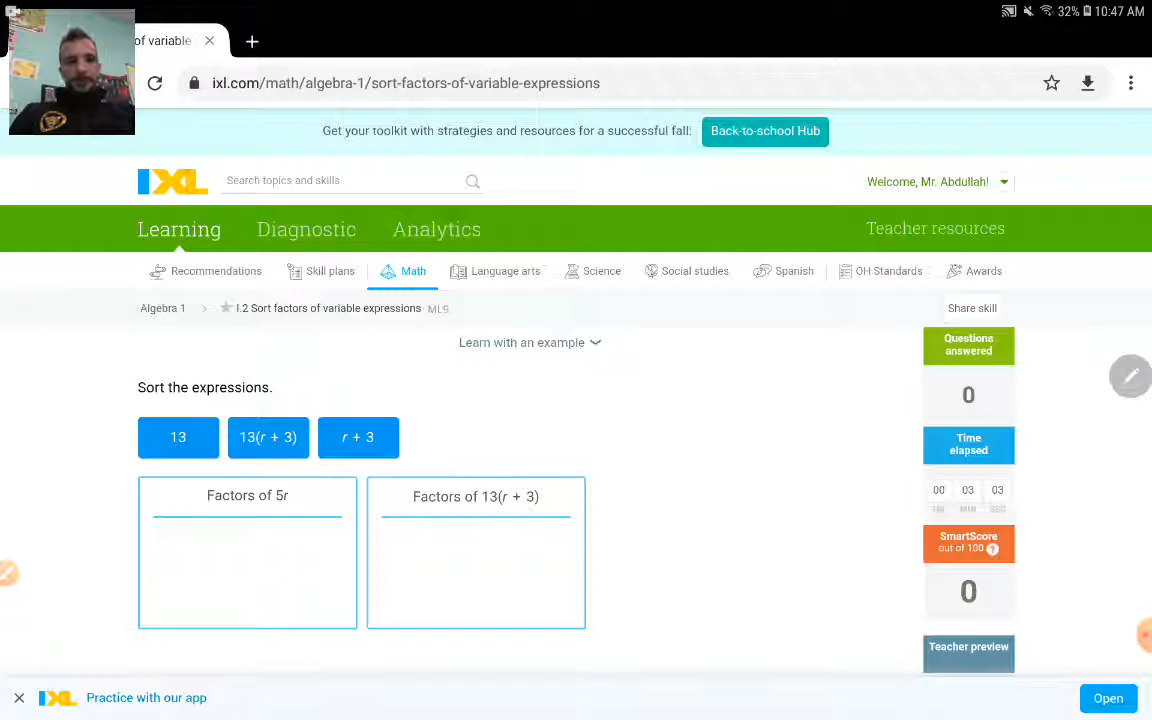 32% 10:47 AM
of variable
ixl.com/math/algebra-1/sort-factors-of-variable-expressions
Get your toolkit with strategies and resources for a successful fall! Back-to-school Hub
IXL Search topics and skills Welcome, Mr. Abdullah!
Learning Diagnostic Analytics Teacher resources
Recommendations Skill plans Math Language arts Science Social studies Spanish OH Standards Awards
Algebra 1 > I.2 Sort factors of variable expressions ML9 Share skill
Learn with an example
Questions answered
0
Sort the expressions.
13 13(r + 3) r + 3
Time elapsed
00 03 03
HR MIN SEC
Factors of 5r Factors of 13(r + 3)
SmartScore
out of 100 ?
0
Teacher preview
IXL Practice with our app Open